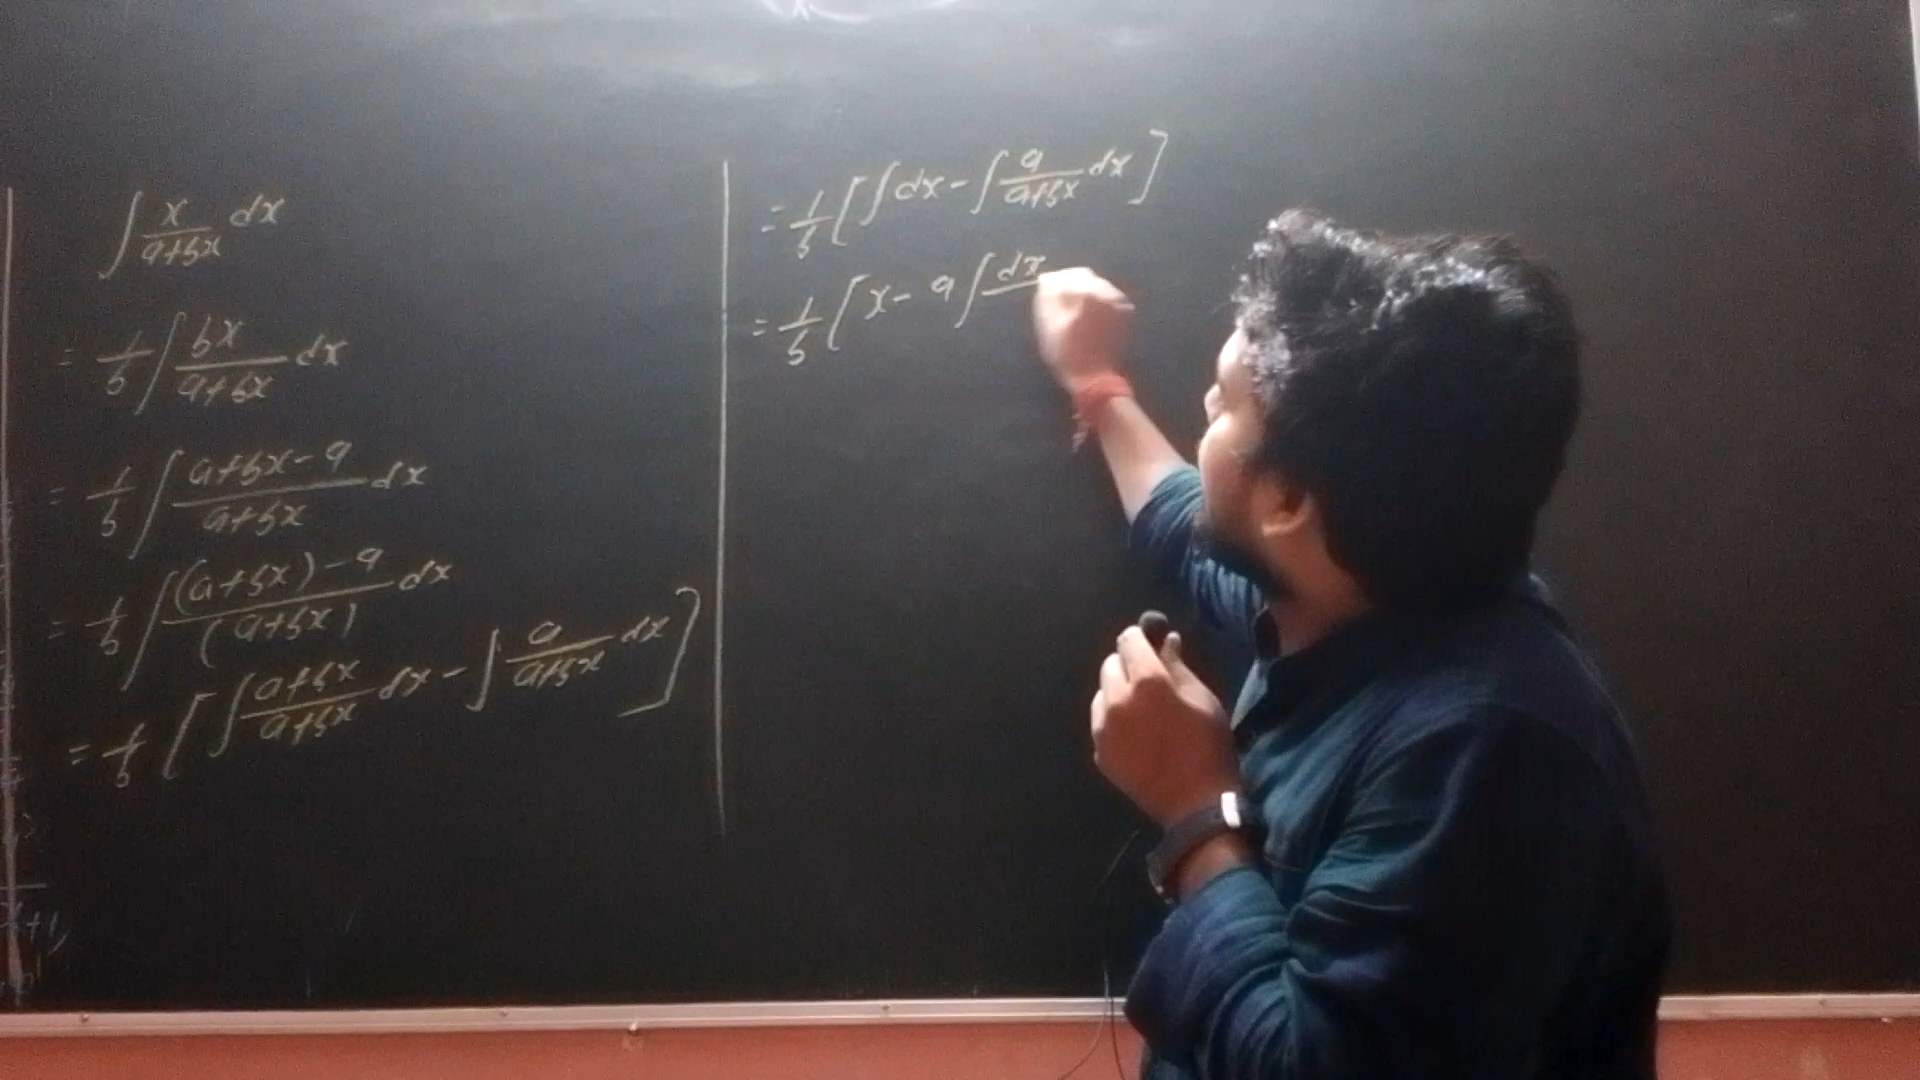 ∫ x/(a+bx) dx
= 1/b ∫ bx/(a+bx) dx
= 1/b ∫ (a+bx-a)/(a+bx) dx
= 1/b ∫ ((a+bx)-a)/((a+bx)) dx
= 1/b [ ∫ (a+bx)/(a+bx) dx - ∫ a/(a+bx) dx ]
= 1/b [ ∫ dx - ∫ a/(a+bx) dx ]
= 1/b [ x - a ∫ dx